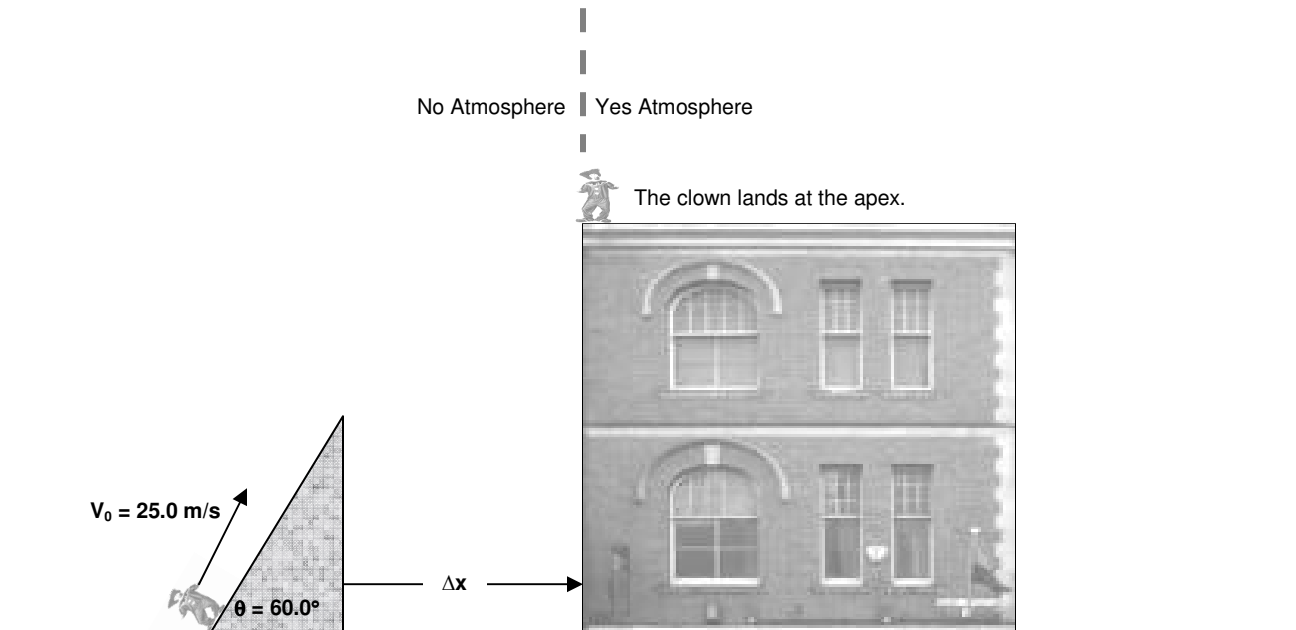 No Atmosphere
Yes Atmosphere
The clown lands at the apex.
V₀ = 25.0 m/s
Δx
θ = 60.0°